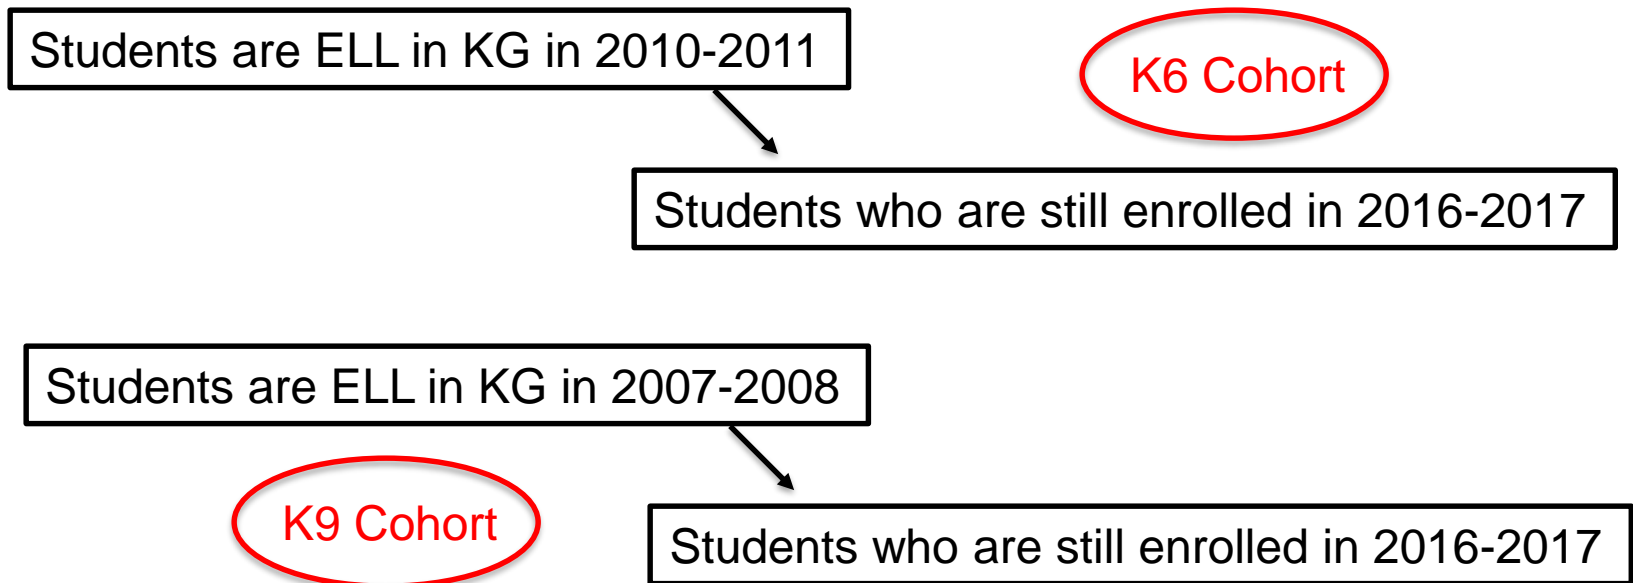 Students are ELL in KG in 2010-2011
K6 Cohort
Students who are still enrolled in 2016-2017
Students are ELL in KG in 2007-2008
K9 Cohort
Students who are still enrolled in 2016-2017